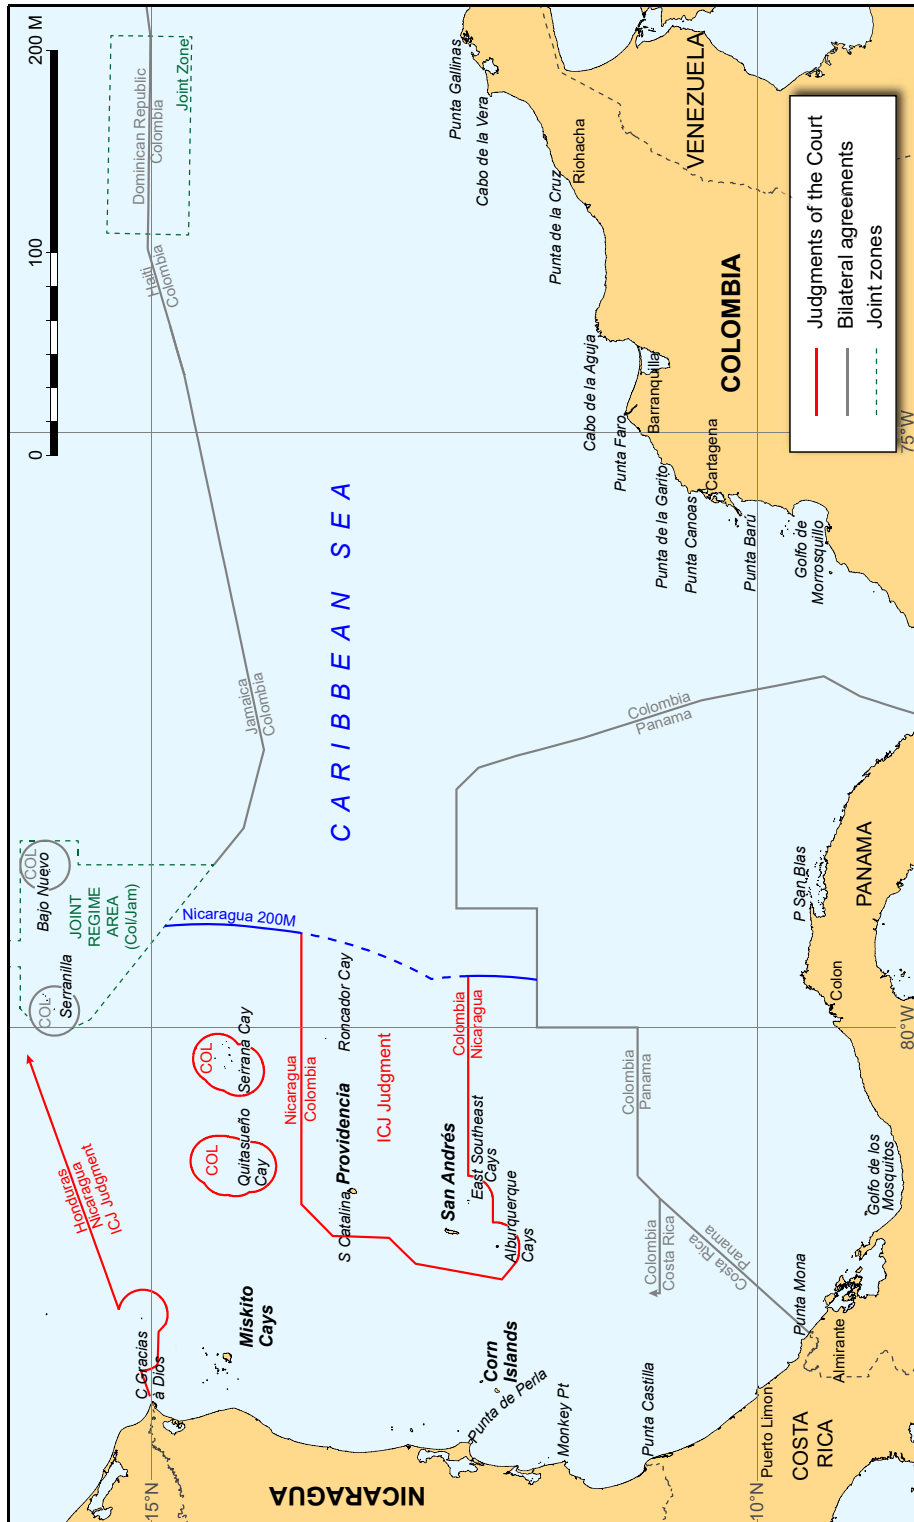 0
100
200 M
Dominican Republic
Colombia
Joint Zone
Haiti
Colombia
Jamaica
Colombia
COL
Bajo Nuevo
JOINT
REGIME
AREA
(Col/Jam)
COL
Serranilla
Honduras
Nicaragua
ICJ Judgment
C Gracias
à Dios
15°N
Miskito
Cays
COL
Quitasueño
Cay
COL
Serrana Cay
Nicaragua 200M
Nicaragua
Colombia
CARIBBEAN SEA
S Catalina
Providencia
Roncador Cay
ICJ Judgment
San Andrés
Colombia
Nicaragua
East Southeast
Cays
Alburquerque
Cays
NICARAGUA
Corn
Islands
Punta de Perla
Monkey Pt
Punta Castilla
Colombia
Costa Rica
Colombia
Panama
Costa Rica
Panama
Colombia
Panama
Punta Gallinas
Cabo de la Vera
Punta de la Cruz
Riohacha
VENEZUELA
Cabo de la Aguja
Punta Faro
Barranquilla
Punta de la Garito
Cartagena
Punta Canoas
Punta Barú
Golfo de
Morrosquillo
COLOMBIA
10°N
Puerto Limon
COSTA
RICA
Punta Mona
Almirante
Golfo de los
Mosquitos
Colon
P San Blas
PANAMA
80°W
75°W
Judgments of the Court
Bilateral agreements
Joint zones